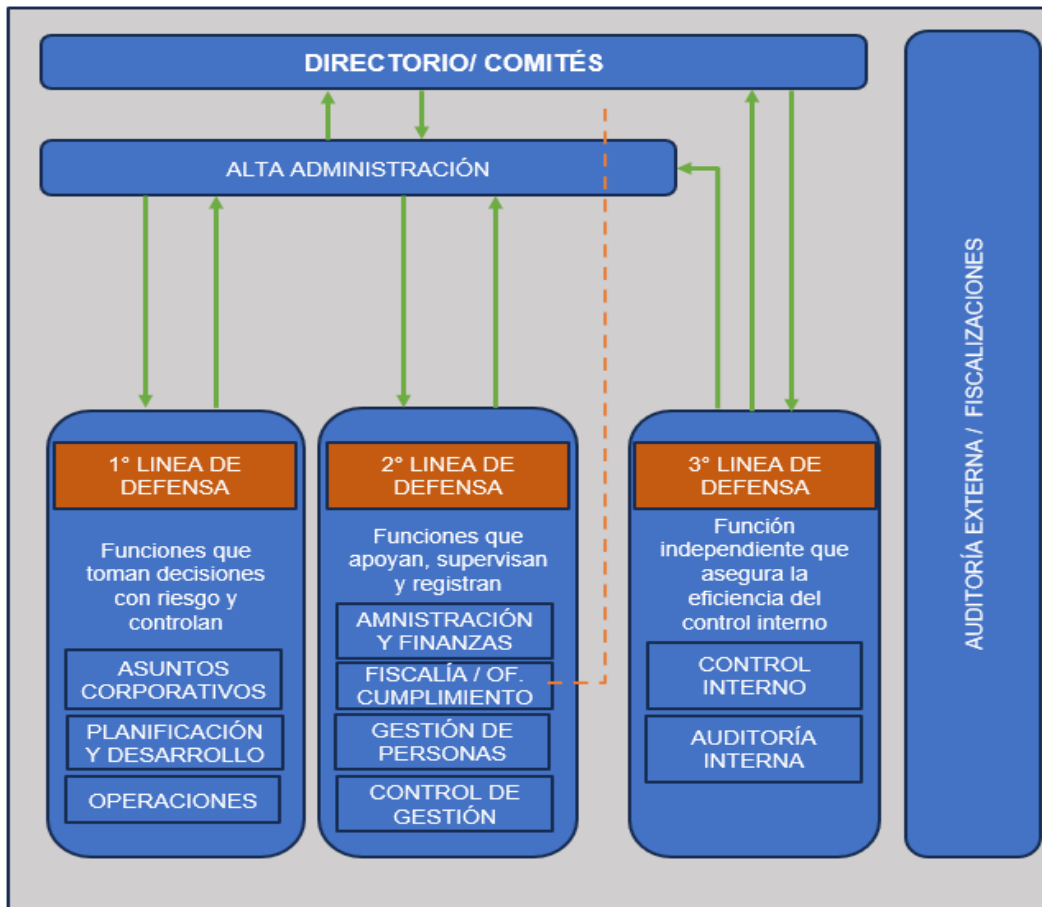 DIRECTORIO/ COMITÉS
ALTA ADMINISTRACIÓN
1° LINEA DE
DEFENSA
Funciones que
toman decisiones
con riesgo y
controlan
ASUNTOS
CORPORATIVOS
PLANIFICACIÓN
Y DESARROLLO
OPERACIONES
2° LINEA DE
DEFENSA
Funciones que
apoyan, supervisan
y registran
AMNISTRACIÓN
Y FINANZAS
FISCALÍA / OF.
CUMPLIMIENTO
GESTIÓN DE
PERSONAS
CONTROL DE
GESTIÓN
3° LINEA DE
DEFENSA
Función
independiente que
asegura la
eficiencia del
control interno
CONTROL
INTERNO
AUDITORÍA
INTERNA
AUDITORÍA EXTERNA / FISCALIZACIONES